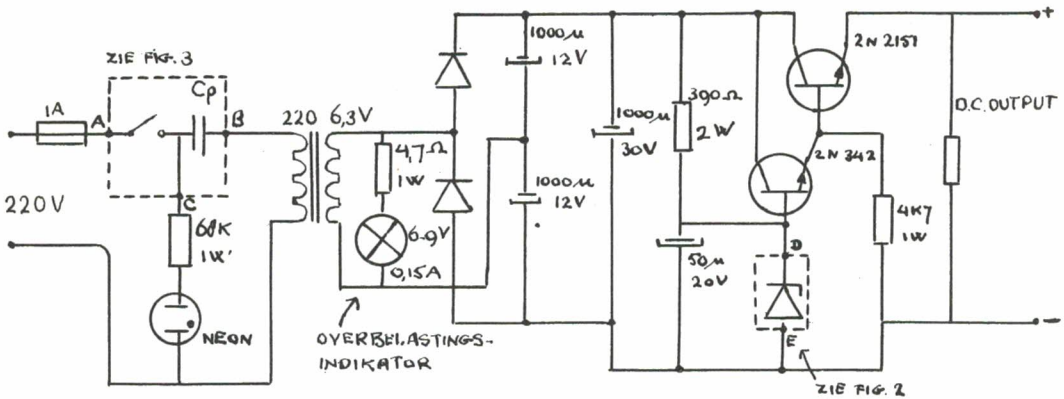 ZIE FIG. 3
1A
A
Cp
B
220V
C
68K
1W
NEON
220
6,3V
4,7Ω
1W
6.9V
0,15A
OVERBELASTINGS-
INDIKATOR
1000µ
12V
1000µ
12V
1000µ
30V
390Ω
2W
50µ
20V
2N 2157
2N 342
D
E
ZIE FIG. 2
4K7
1W
D.C. OUTPUT
+
-